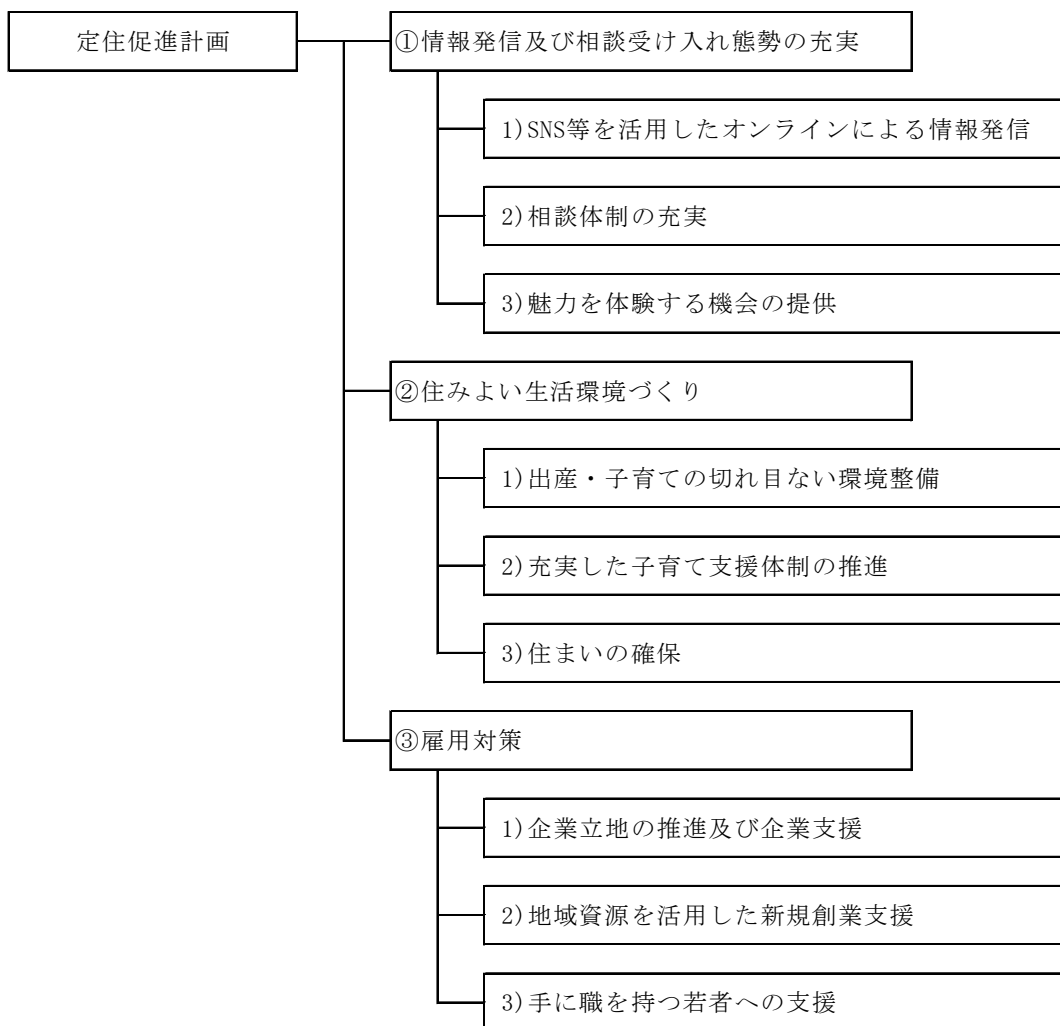 定住促進計画
①情報発信及び相談受け入れ態勢の充実
1)SNS等を活用したオンラインによる情報発信
2)相談体制の充実
3)魅力を体験する機会の提供
②住みよい生活環境づくり
1)出産・子育ての切れ目ない環境整備
2)充実した子育て支援体制の推進
3)住まいの確保
③雇用対策
1)企業立地の推進及び企業支援
2)地域資源を活用した新規創業支援
3)手に職を持つ若者への支援